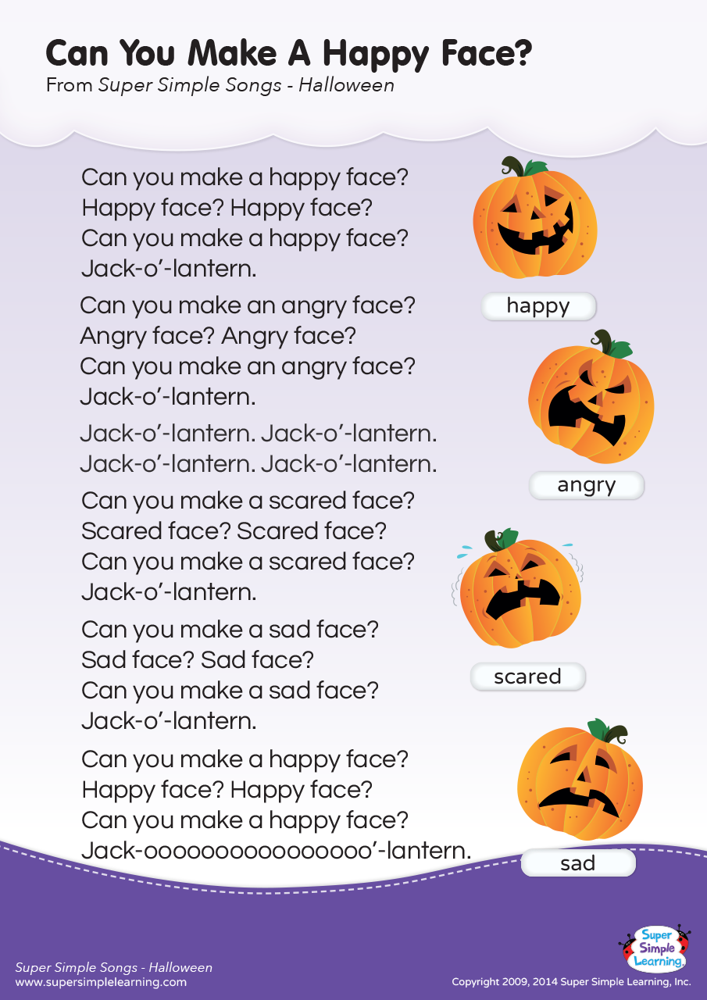 Can You Make A Happy Face?
From Super Simple Songs - Halloween
Can you make a happy face?
Happy face? Happy face?
Can you make a happy face?
Jack-o’-lantern.
happy
Can you make an angry face?
Angry face? Angry face?
Can you make an angry face?
Jack-o’-lantern.
Jack-o’-lantern. Jack-o’-lantern.
Jack-o’-lantern. Jack-o’-lantern.
angry
Can you make a scared face?
Scared face? Scared face?
Can you make a scared face?
Jack-o’-lantern.
scared
Can you make a sad face?
Sad face? Sad face?
Can you make a sad face?
Jack-o’-lantern.
Can you make a happy face?
Happy face? Happy face?
Can you make a happy face?
Jack-oooooooooooooooo’-lantern.
sad
Super
Simple
Learning
Super Simple Songs - Halloween
www.supersimplelearning.com
Copyright 2009, 2014 Super Simple Learning, Inc.